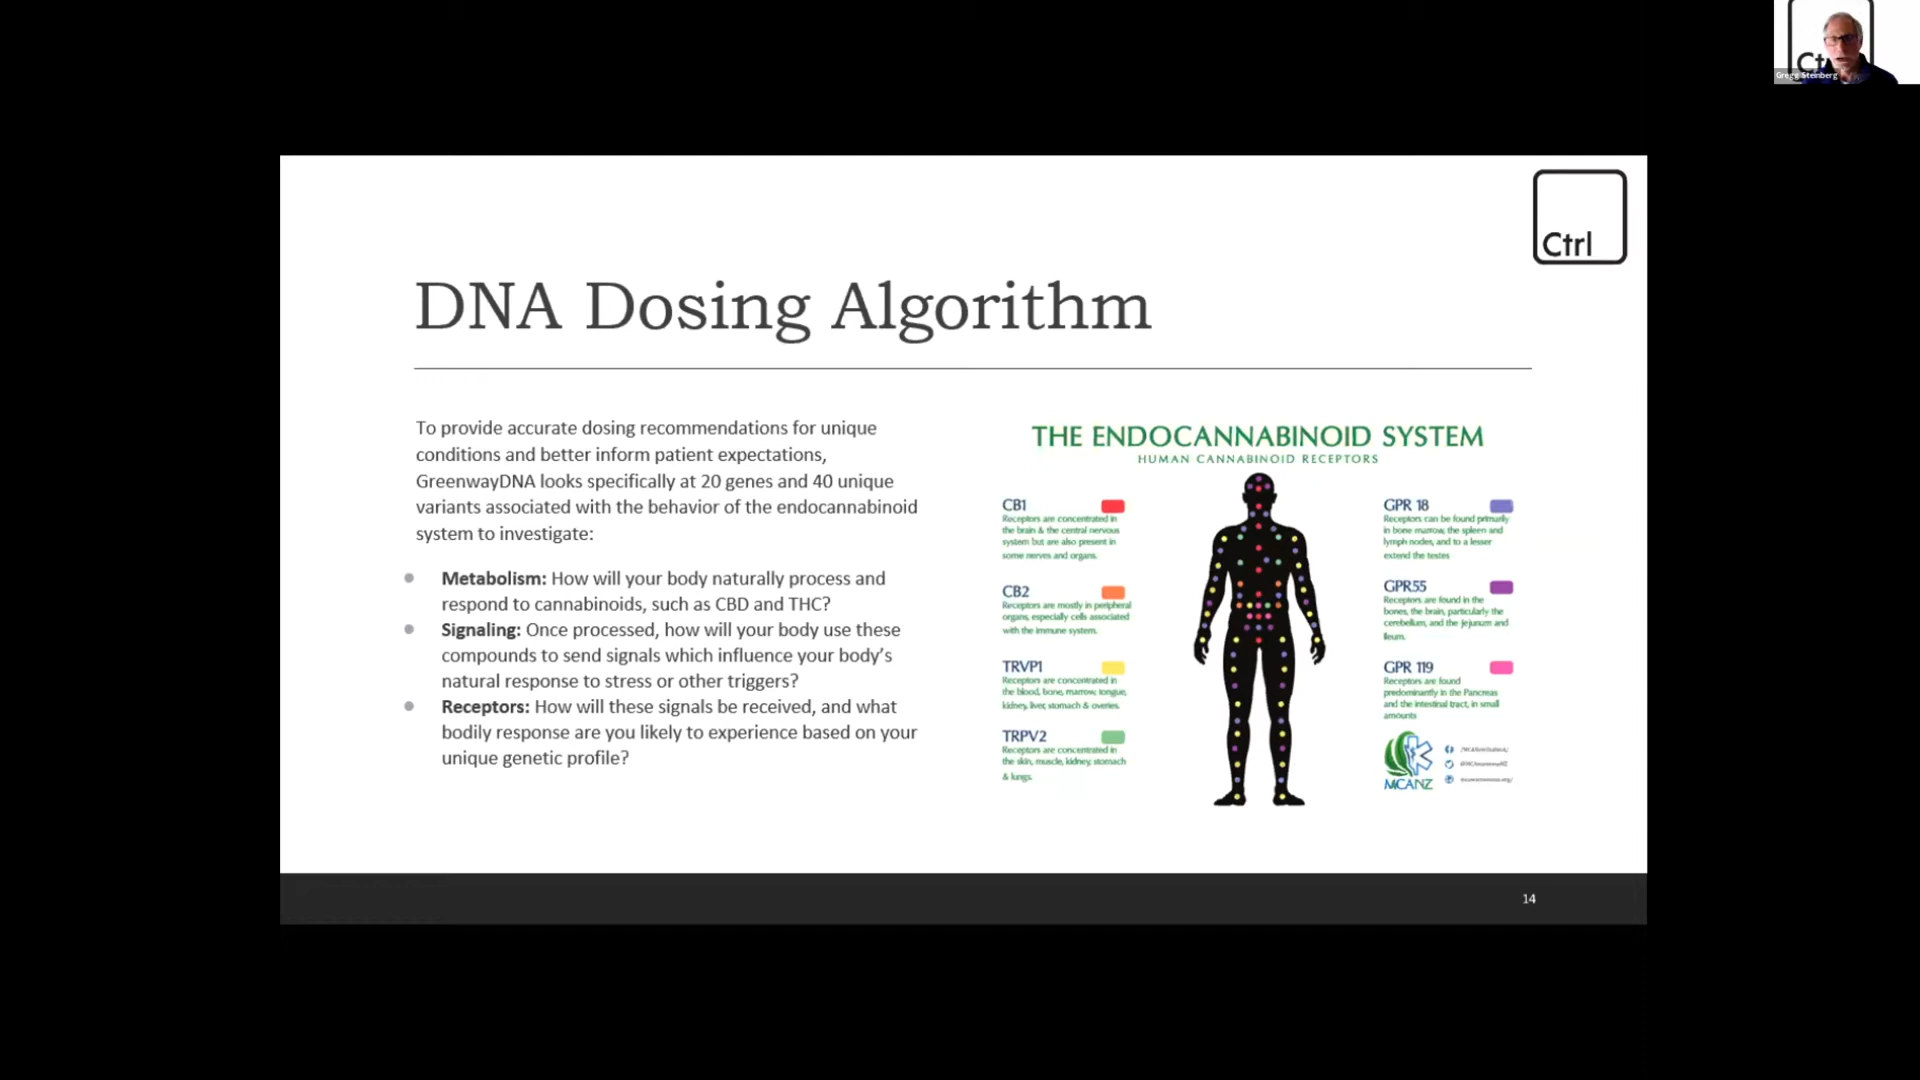 Gregg Steinberg
Ctrl
DNA Dosing Algorithm
To provide accurate dosing recommendations for unique
conditions and better inform patient expectations,
GreenwayDNA looks specifically at 20 genes and 40 unique
variants associated with the behavior of the endocannabinoid
system to investigate:
Metabolism: How will your body naturally process and
respond to cannabinoids, such as CBD and THC?
Signaling: Once processed, how will your body use these
compounds to send signals which influence your body's
natural response to stress or other triggers?
Receptors: How will these signals be received, and what
bodily response are you likely to experience based on your
unique genetic profile?
THE ENDOCANNABINOID SYSTEM
HUMAN CANNABINOID RECEPTORS
CB1
Receptors are concentrated in
the brain & the central nervous
system but are also present in
some nerves and organs.
CB2
Receptors are mostly in peripheral
organs, especially cells associated
with the immune system.
TRVP1
Receptors are concentrated in
the blood, bone, marrow, tongue,
kidney, liver, stomach & overies.
TRPV2
Receptors are concentrated in
the skin, muscle, kidney, stomach
& lungs.
GPR 18
Receptors can be found primarily
in bone marrow, the spleen and
lymph nodes, and to a lesser
extend the testes
GPR55
Receptors are found in the
bones, the brain, particularly the
cerebellum, and the Jejunum and
Ileum.
GPR 119
Receptors are found
predominantly in the Pancreas
and the intestinal tract, in small
amounts
MCANZ
14